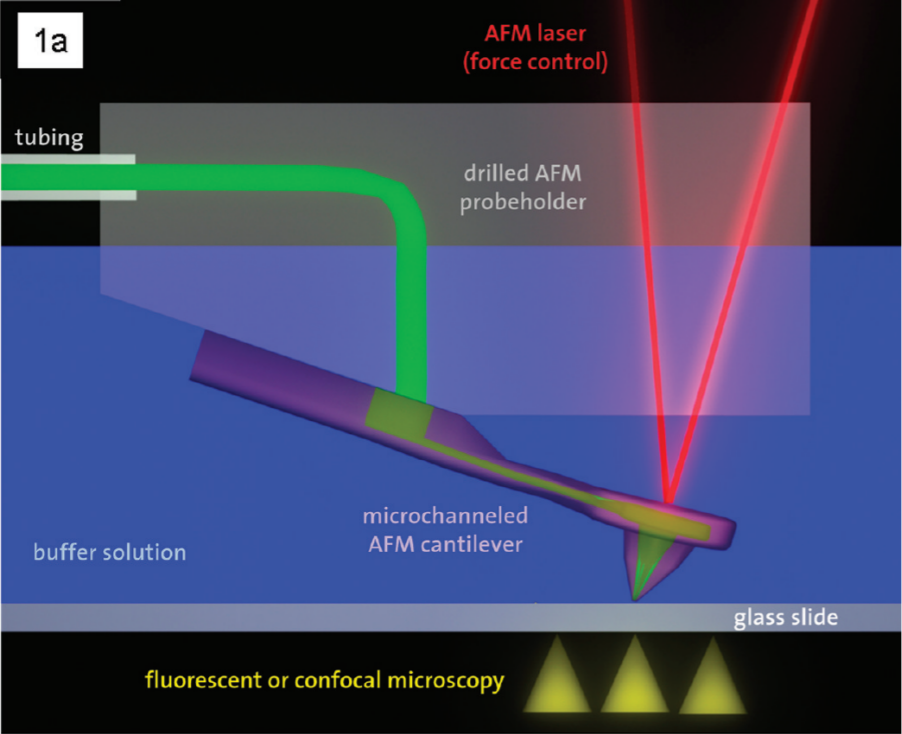 1a
AFM laser
(force control)
tubing
drilled AFM
probeholder
microchanneled
AFM cantilever
buffer solution
glass slide
fluorescent or confocal microscopy